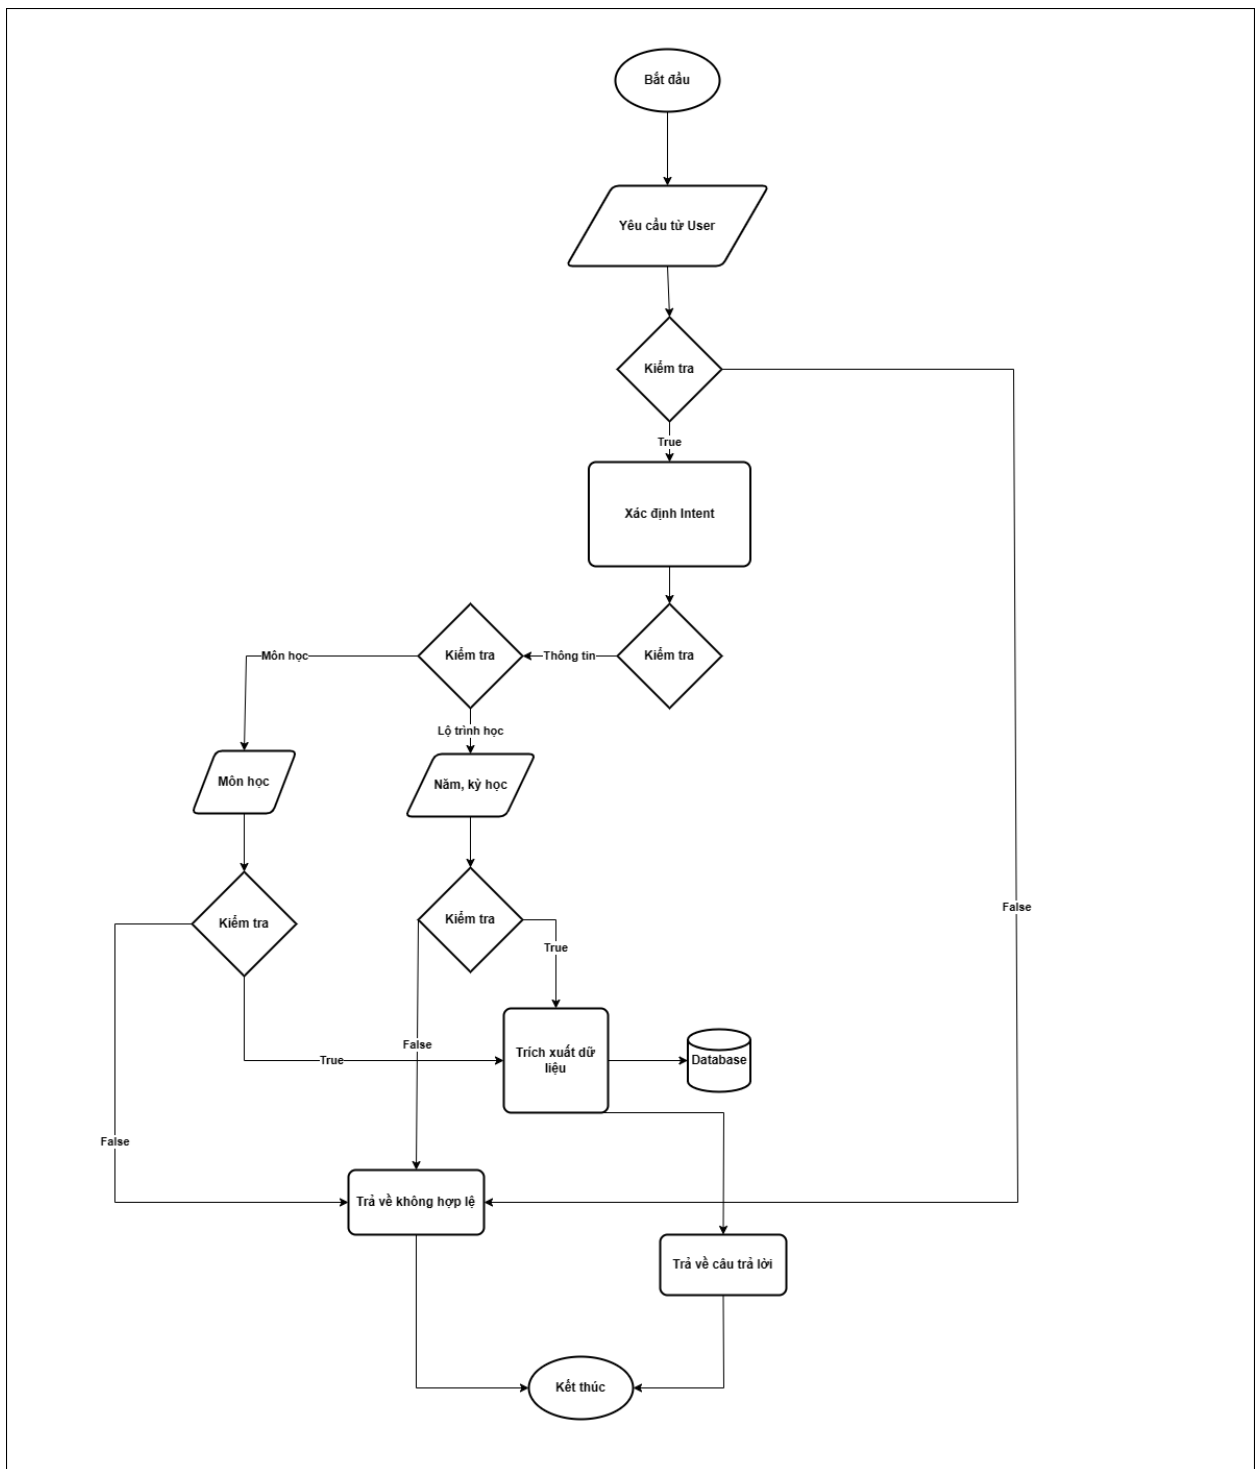 Bắt đầu
Yêu cầu từ User
Kiểm tra
True
Xác định Intent
Kiểm tra
Thông tin
Kiểm tra
Môn học
Lộ trình học
Môn học
Năm, kỳ học
Kiểm tra
Kiểm tra
False
True
False
True
Trích xuất dữ
liệu
Database
False
Trả về không hợp lệ
Trả về câu trả lời
Kết thúc